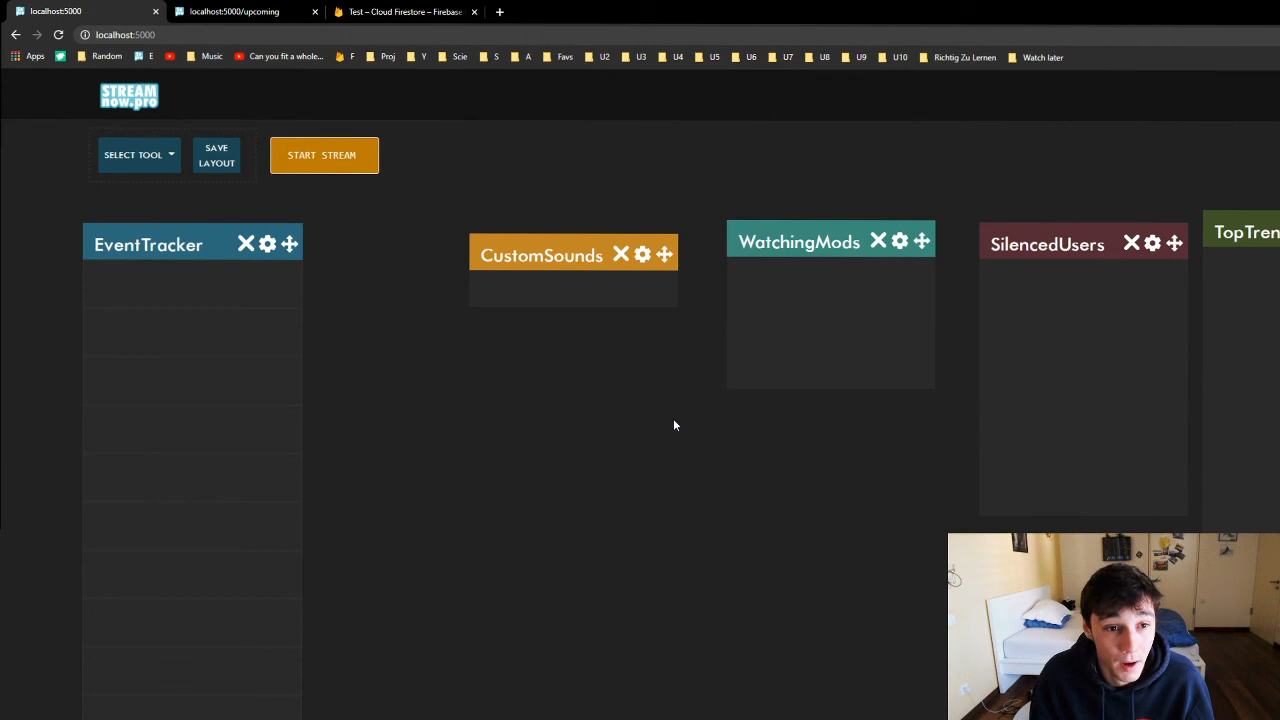 localhost:5000
localhost:5000/upcoming
Test – Cloud Firestore – Firebase
localhost:5000
Apps
Random
E
Music
Can you fit a whole...
F
Proj
Y
Scie
S
A
Favs
U2
U3
U4
U5
U6
U7
U8
U9
U10
Richtig Zu Lernen
Watch later
STREAM
now.pro
SELECT TOOL
SAVE
LAYOUT
START STREAM
EventTracker
CustomSounds
WatchingMods
SilencedUsers
TopTren